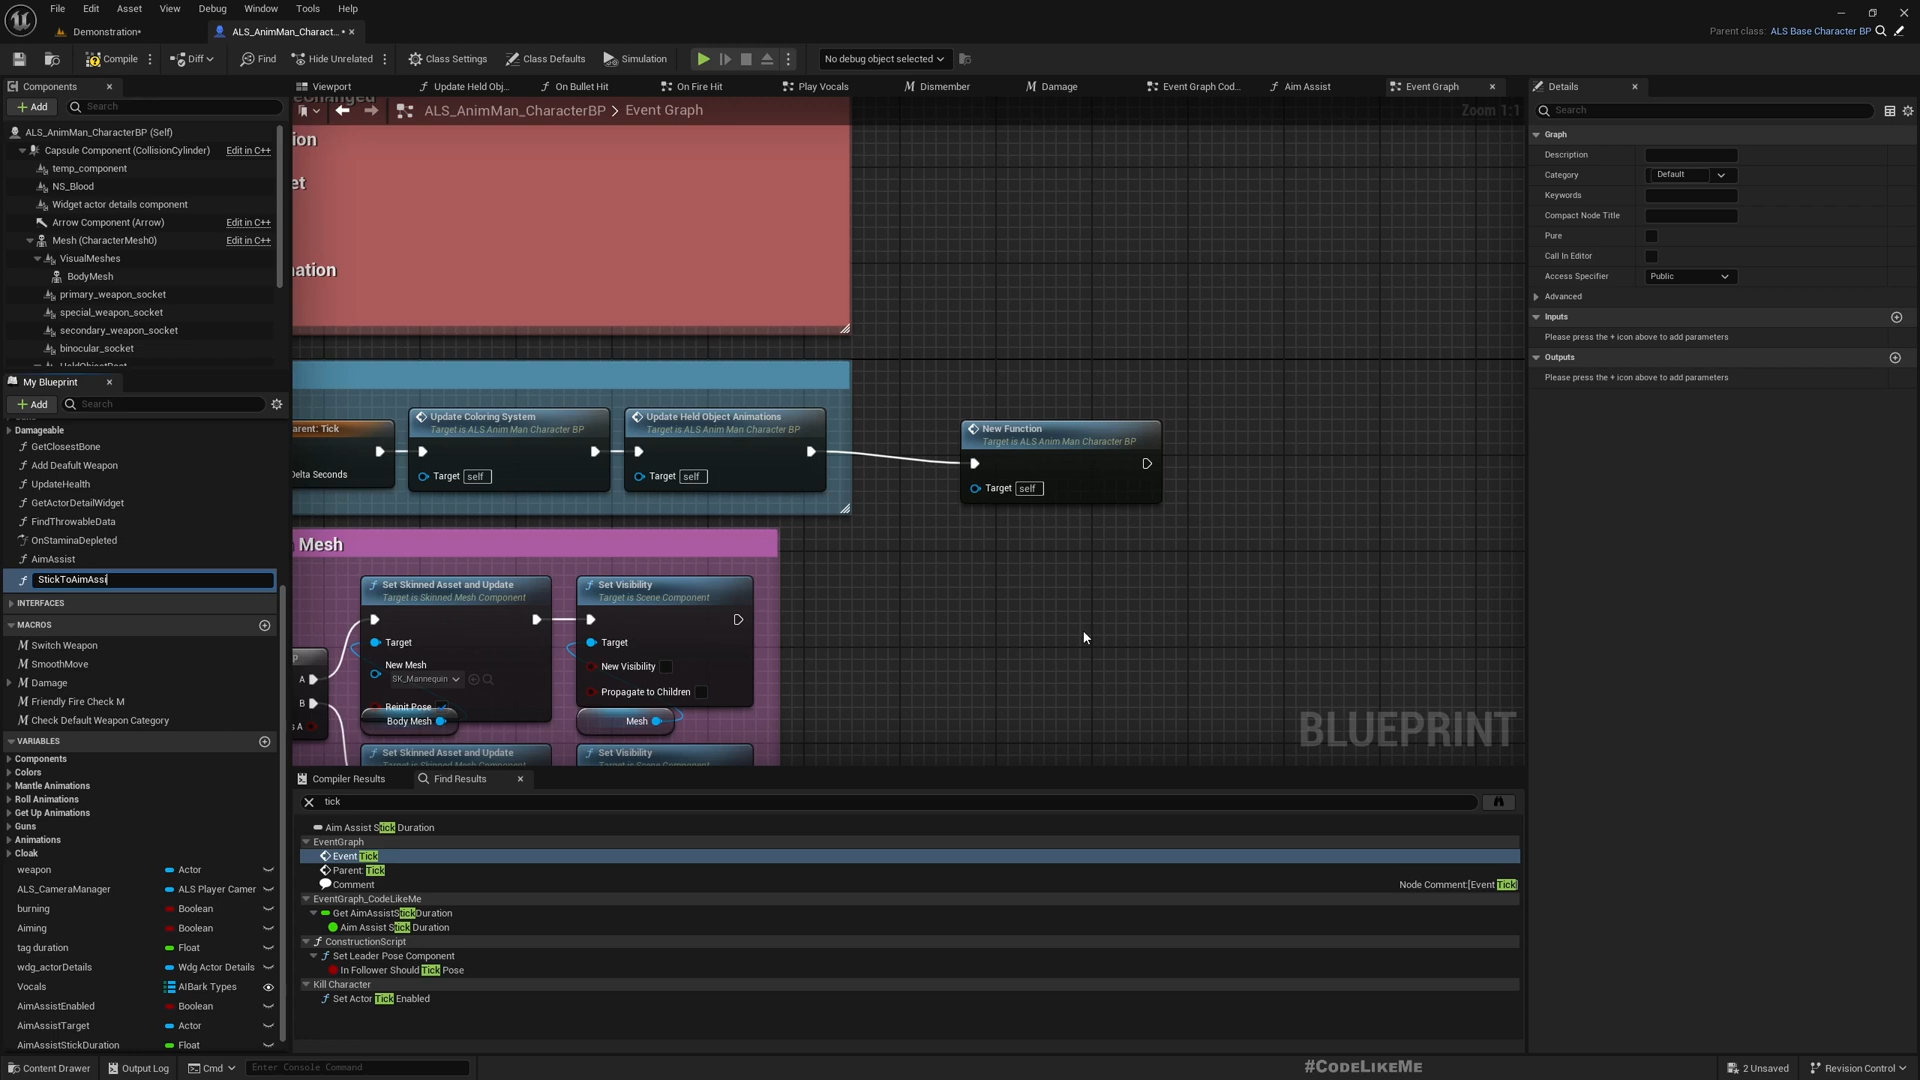 File Edit Asset View Debug Window Tools Help
Demonstration•
ALS_AnimMan_Charact... •
Parent class: ALS Base Character BP
Compile
Diff
Find
Hide Unrelated
Class Settings
Class Defaults
Simulation
No debug object selected
Components
Viewport
Update Held Obj...
On Bullet Hit
On Fire Hit
Play Vocals
Dismember
Damage
Event Graph Cod...
Aim Assist
Event Graph
Details
Add
Search
ALS_AnimMan_CharacterBP > Event Graph
Zoom 1:1
Search
ALS_AnimMan_CharacterBP (Self)
Capsule Component (CollisionCylinder) Edit in C++
temp_component
NS_Blood
Widget actor details component
Arrow Component (Arrow) Edit in C++
Mesh (CharacterMesh0) Edit in C++
VisualMeshes
BodyMesh
primary_weapon_socket
special_weapon_socket
secondary_weapon_socket
binocular_socket
HeldObjectRoot
ion
et
ation
Graph
Description
Category Default
Keywords
Compact Node Title
Pure
Call In Editor
Access Specifier Public
Advanced
Inputs
Please press the + icon above to add parameters
Outputs
Please press the + icon above to add parameters
My Blueprint
Add
Search
Damageable
GetClosestBone
Add Deafult Weapon
UpdateHealth
GetActorDetailWidget
FindThrowableData
OnStaminaDepleted
AimAssist
StickToAimAssi
INTERFACES
MACROS
Switch Weapon
SmoothMove
Damage
Friendly Fire Check M
Check Default Weapon Category
VARIABLES
Components
Colors
Mantle Animations
Roll Animations
Get Up Animations
Guns
Animations
Cloak
weapon Actor
ALS_CameraManager ALS Player Camer
burning Boolean
Aiming Boolean
tag duration Float
wdg_actorDetails Wdg Actor Details
Vocals AIBark Types
AimAssistEnabled Boolean
AimAssistTarget Actor
AimAssistStickDuration Float
arent: Tick
Delta Seconds
Update Coloring System
Target is ALS Anim Man Character BP
Target self
Update Held Object Animations
Target is ALS Anim Man Character BP
Target self
New Function
Target is ALS Anim Man Character BP
Target self
Mesh
p
A
B
s A
Set Skinned Asset and Update
Target is Skinned Mesh Component
Target
New Mesh
SK_Mannequin
Reinit Pose
Body Mesh
Set Visibility
Target is Scene Component
Target
New Visibility
Propagate to Children
Mesh
Set Skinned Asset and Update
Target is Skinned Mesh Component
Set Visibility
Target is Scene Component
BLUEPRINT
Compiler Results
Find Results
tick
Aim Assist Stick Duration
EventGraph
Event Tick
Parent: Tick
Comment Node Comment:[Event Tick]
EventGraph_CodeLikeMe
Get AimAssistStickDuration
Aim Assist Stick Duration
ConstructionScript
Set Leader Pose Component
In Follower Should Tick Pose
Kill Character
Set Actor Tick Enabled
Content Drawer
Output Log
Cmd
Enter Console Command
#CODELIKEME
2 Unsaved
Revision Control